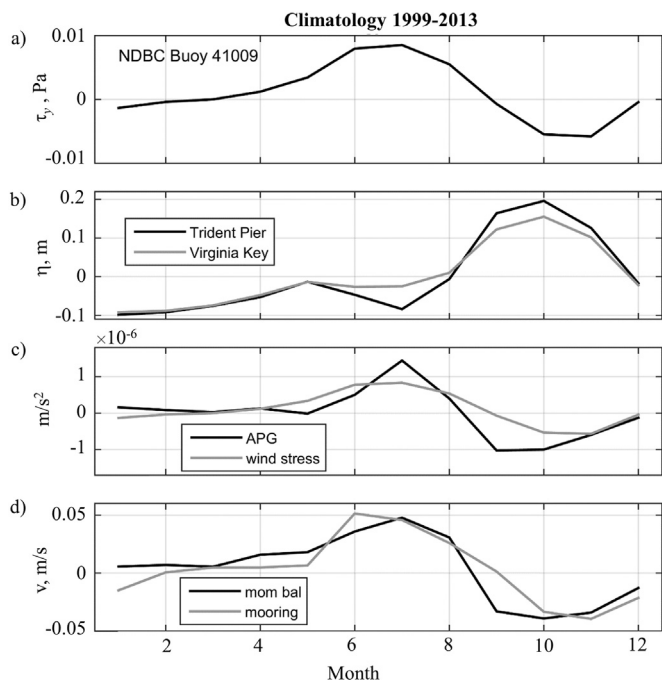 Climatology 1999-2013
a)
0.01
0
-0.01
τy , Pa
NDBC Buoy 41009
b)
0.2
0.1
0
-0.1
η, m
Trident Pier
Virginia Key
c)
×10⁻⁶
1
0
-1
m/s²
APG
wind stress
d)
0.05
0
-0.05
v, m/s
mom bal
mooring
2 4 6 8 10 12
Month